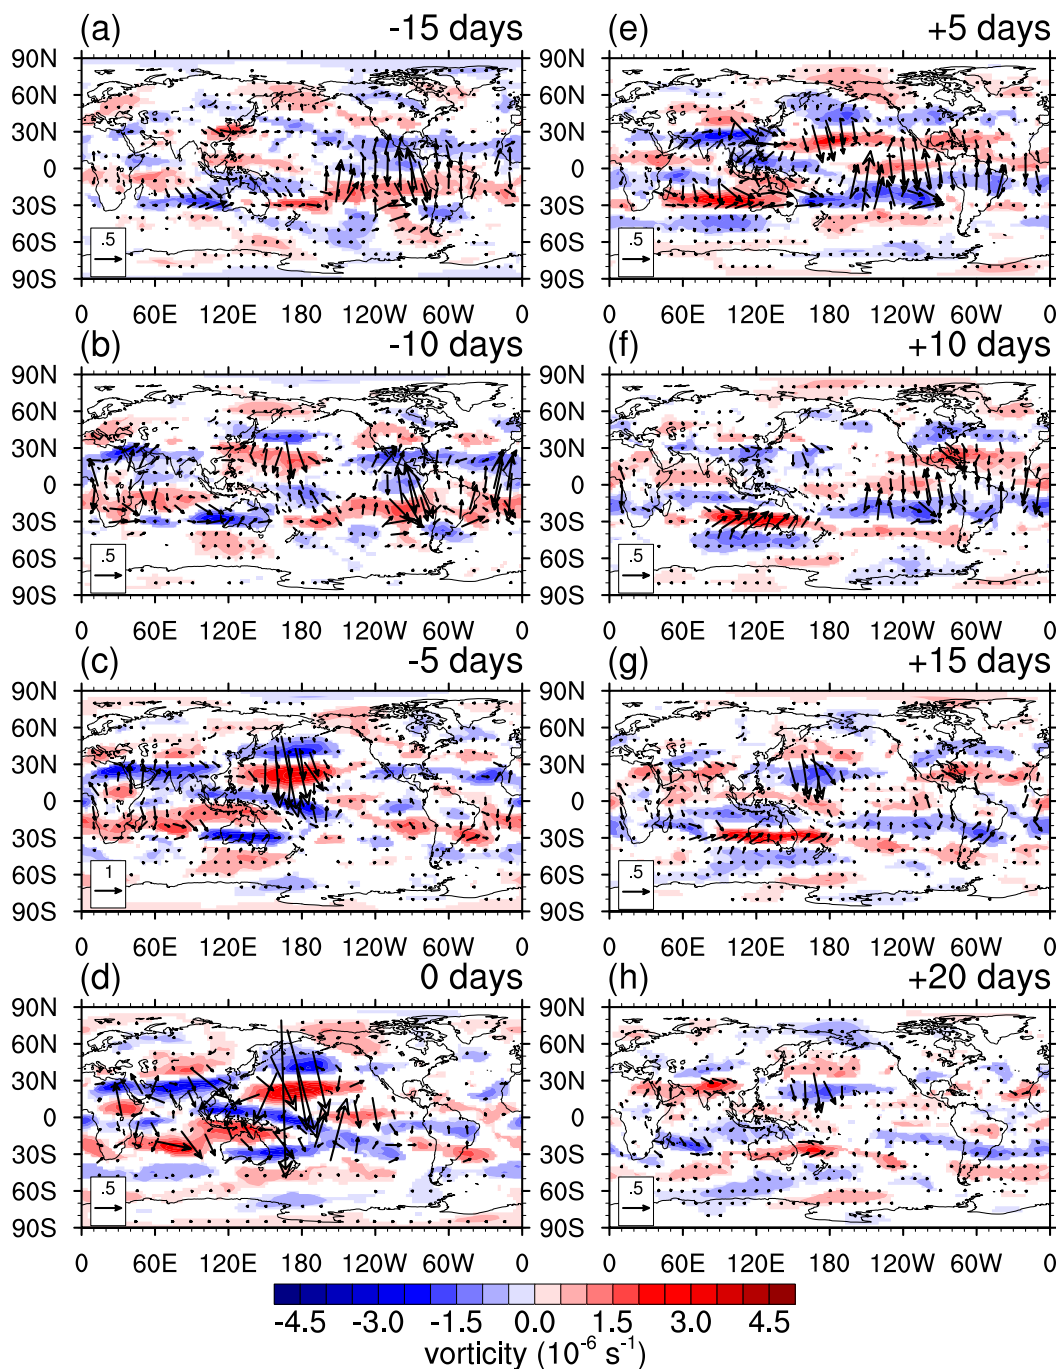 (a) -15 days
90N
60N
30N
0
30S
60S
90S
.5
0 60E 120E 180 120W 60W 0
(b) -10 days
90N
60N
30N
0
30S
60S
90S
.5
0 60E 120E 180 120W 60W 0
(c) -5 days
90N
60N
30N
0
30S
60S
90S
1
0 60E 120E 180 120W 60W 0
(d) 0 days
90N
60N
30N
0
30S
60S
90S
.5
0 60E 120E 180 120W 60W 0
(e) +5 days
90N
60N
30N
0
30S
60S
90S
.5
0 60E 120E 180 120W 60W 0
(f) +10 days
90N
60N
30N
0
30S
60S
90S
.5
0 60E 120E 180 120W 60W 0
(g) +15 days
90N
60N
30N
0
30S
60S
90S
.5
0 60E 120E 180 120W 60W 0
(h) +20 days
90N
60N
30N
0
30S
60S
90S
.5
0 60E 120E 180 120W 60W 0
-4.5 -3.0 -1.5 0.0 1.5 3.0 4.5
vorticity (10⁻⁶ s⁻¹)